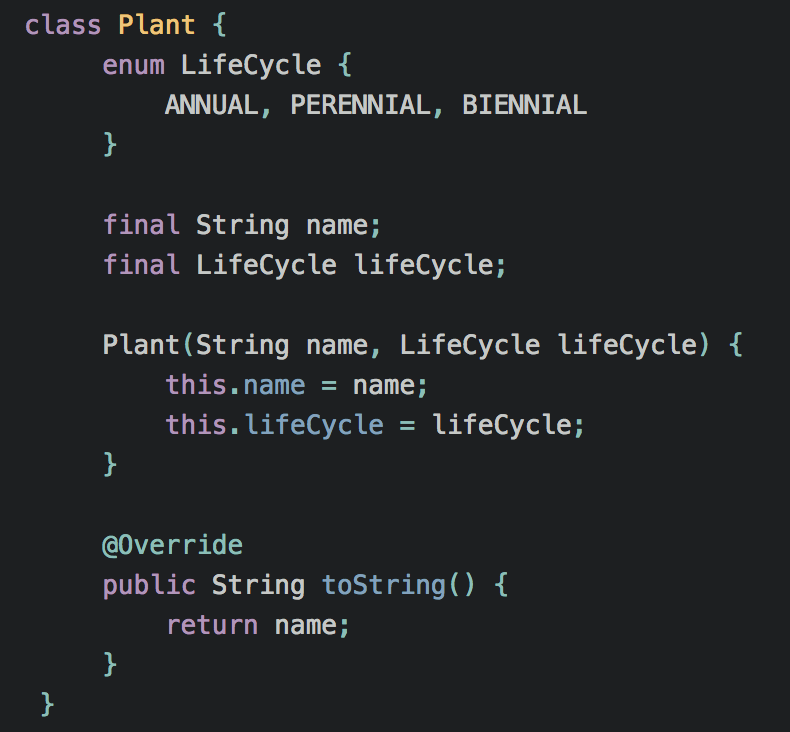 class Plant {
enum LifeCycle {
ANNUAL, PERENNIAL, BIENNIAL
}
final String name;
final LifeCycle lifeCycle;
Plant(String name, LifeCycle lifeCycle) {
this.name = name;
this.lifeCycle = lifeCycle;
}
@Override
public String toString() {
return name;
}
}